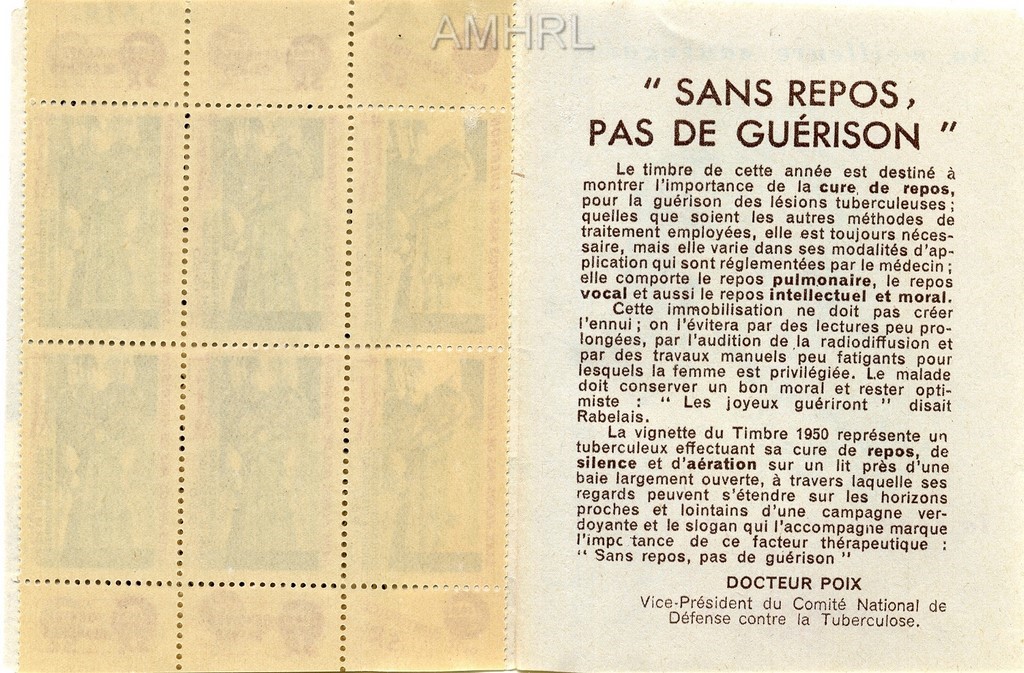 AMHRL
" SANS REPOS,
PAS DE GUÉRISON "
Le timbre de cette année est destiné à
montrer l'importance de la cure de repos,
pour la guérison des lésions tuberculeuses ;
quelles que soient les autres méthodes de
traitement employées, elle est toujours néces-
saire, mais elle varie dans ses modalités d'ap-
plication qui sont réglementées par le médecin ;
elle comporte le repos pulmonaire, le repos
vocal et aussi le repos intellectuel et moral.
Cette immobilisation ne doit pas créer
l'ennui ; on l'évitera par des lectures peu pro-
longées, par l'audition de la radiodiffusion et
par des travaux manuels peu fatigants pour
lesquels la femme est privilégiée. Le malade
doit conserver un bon moral et rester opti-
miste : " Les joyeux guériront " disait
Rabelais.
La vignette du Timbre 1950 représente un
tuberculeux effectuant sa cure de repos, de
silence et d'aération sur un lit près d'une
baie largement ouverte, à travers laquelle ses
regards peuvent s'étendre sur les horizons
proches et lointains d'une campagne ver-
doyante et le slogan qui l'accompagne marque
l'impc tance de ce facteur thérapeutique :
" Sans repos, pas de guérison "
DOCTEUR POIX
Vice-Président du Comité National de
Défense contre la Tuberculose.